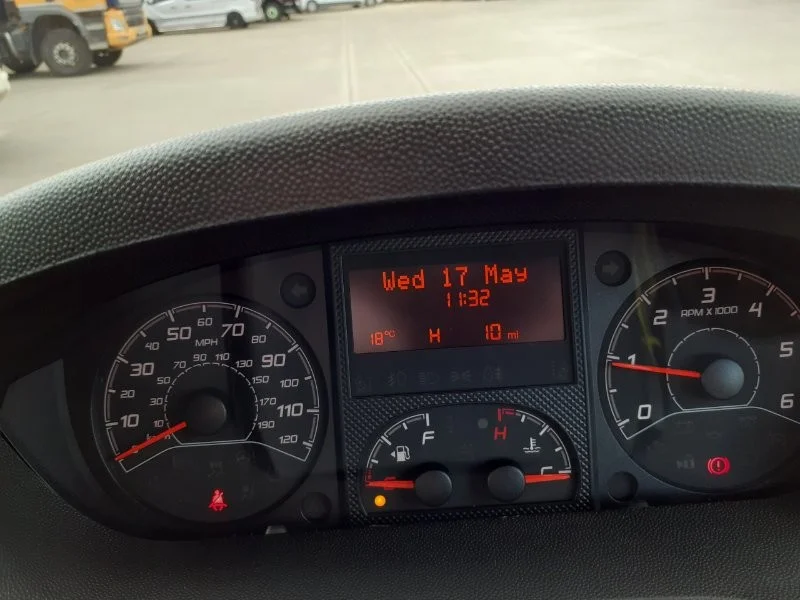 Wed 17 May
11:32
18°C H 10 mi
10 20 30 40 50 60 70 80 90 100 110 120
MPH
10 30 50 70 90 110 130 150 170 190
F
H
C
0 1 2 3 4 5 6
RPM X 1000